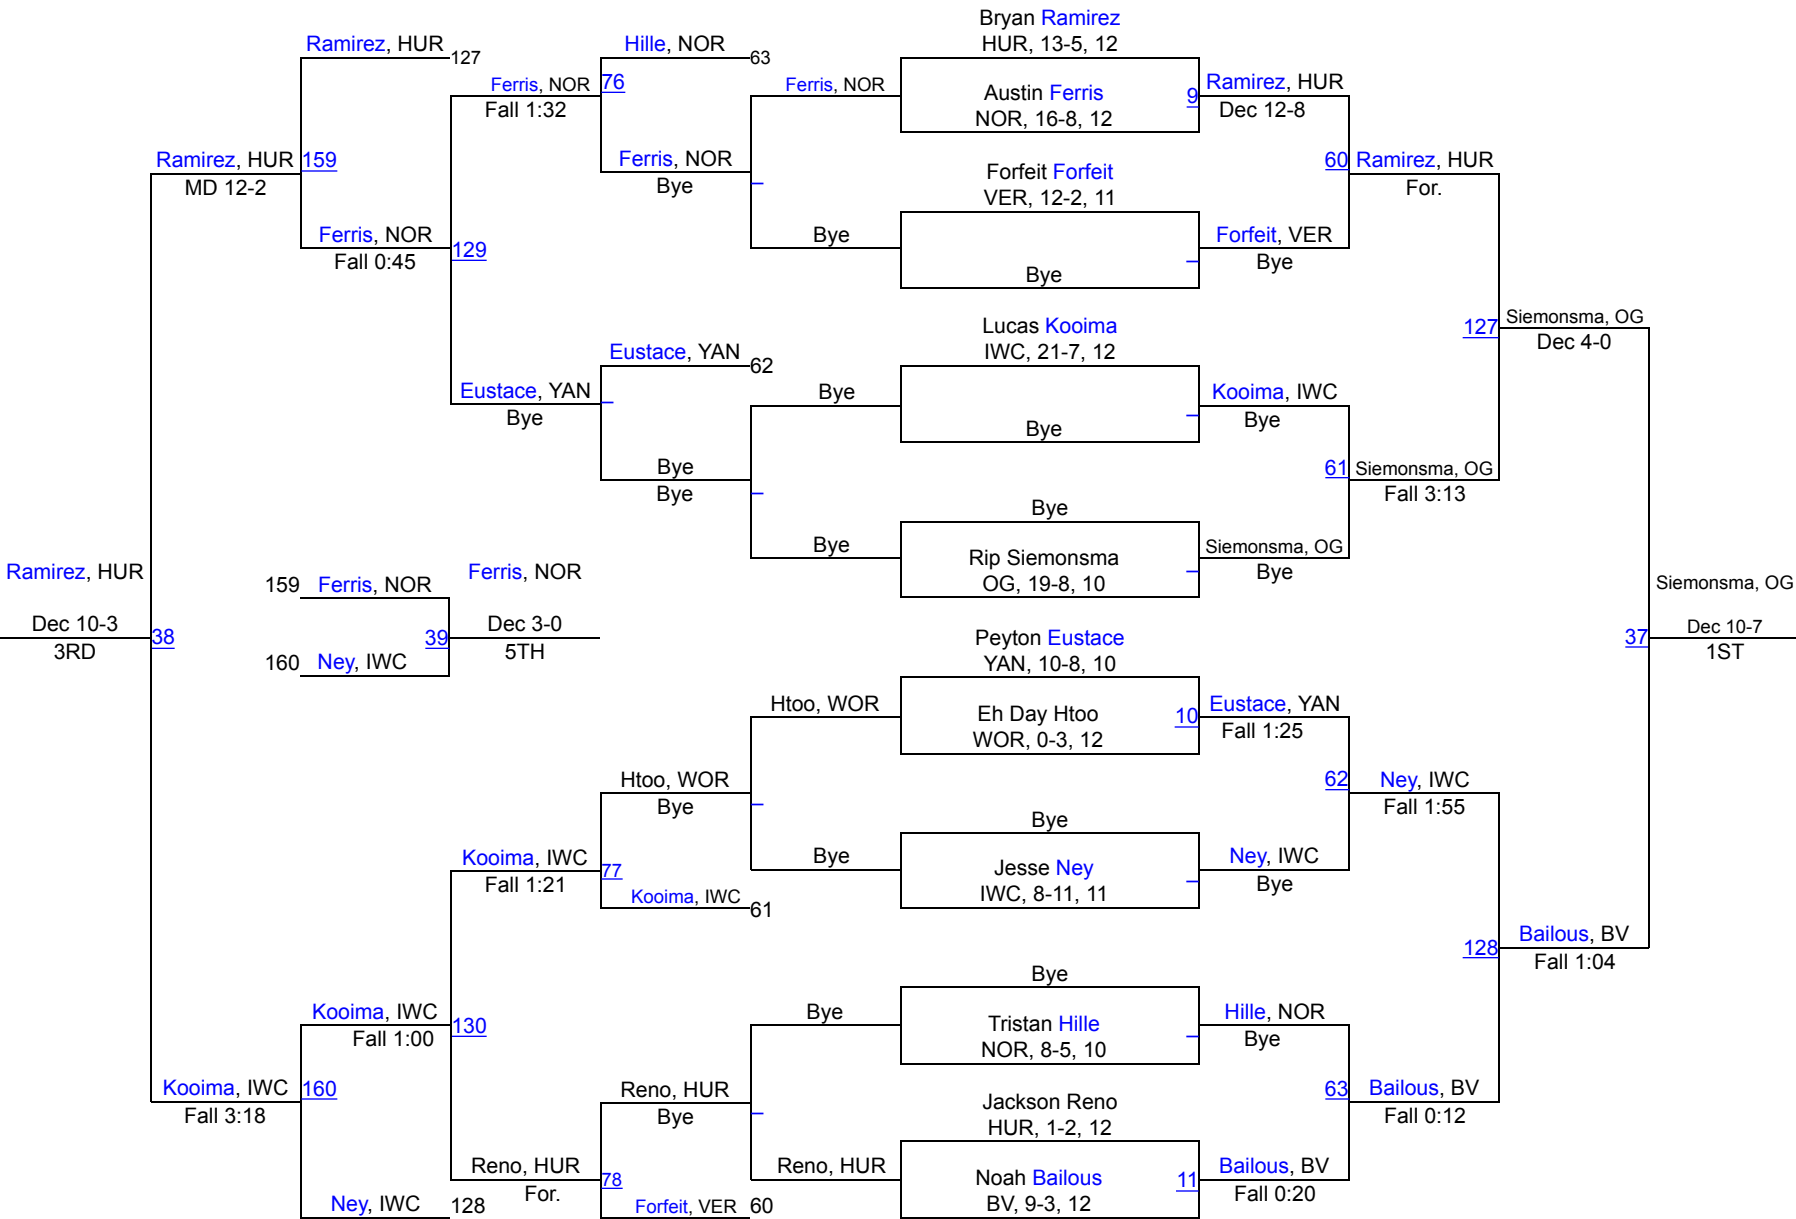 Bryan Ramirez
HUR, 13-5, 12
Ramirez, HUR
127
Hille, NOR
63
Ferris, NOR
76
Fall 1:32
Ferris, NOR
Austin Ferris
NOR, 16-8, 12
9
Ramirez, HUR
Dec 12-8
Ramirez, HUR
159
MD 12-2
Ferris, NOR
Bye
Forfeit Forfeit
VER, 12-2, 11
60
Ramirez, HUR
For.
Ferris, NOR
Fall 0:45
129
Bye
Bye
Forfeit, VER
Bye
Lucas Kooima
IWC, 21-7, 12
127
Siemonsma, OG
Dec 4-0
Eustace, YAN
62
Eustace, YAN
Bye
Bye
Bye
Kooima, IWC
Bye
Bye
Bye
61
Siemonsma, OG
Fall 3:13
Bye
Bye
Rip Siemonsma
OG, 19-8, 10
Siemonsma, OG
Bye
Ramirez, HUR
Dec 10-3
3RD
38
159
Ferris, NOR
160
Ney, IWC
39
Ferris, NOR
Dec 3-0
5TH
Siemonsma, OG
37
Dec 10-7
1ST
Peyton Eustace
YAN, 10-8, 10
Htoo, WOR
Eh Day Htoo
WOR, 0-3, 12
10
Eustace, YAN
Fall 1:25
Htoo, WOR
Bye
62
Ney, IWC
Fall 1:55
Bye
Kooima, IWC
Fall 1:21
77
Bye
Jesse Ney
IWC, 8-11, 11
Ney, IWC
Bye
Kooima, IWC
61
128
Bailous, BV
Fall 1:04
Bye
Kooima, IWC
Fall 1:00
130
Bye
Tristan Hille
NOR, 8-5, 10
Hille, NOR
Bye
Kooima, IWC
160
Fall 3:18
Reno, HUR
Bye
Jackson Reno
HUR, 1-2, 12
63
Bailous, BV
Fall 0:12
Reno, HUR
For.
78
Reno, HUR
Noah Bailous
BV, 9-3, 12
11
Bailous, BV
Fall 0:20
Ney, IWC
128
Forfeit, VER
60